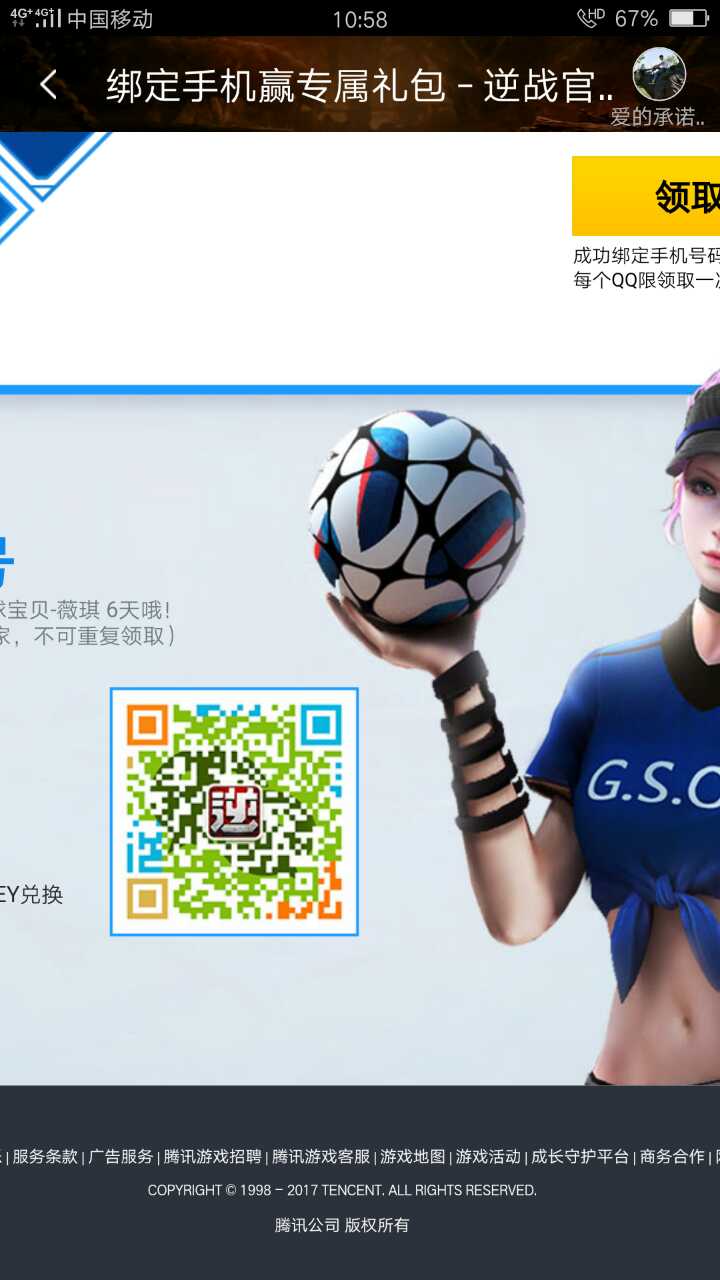 4G+ 4G+ 中国移动 10:58 HD 67%
绑定手机赢专属礼包 - 逆战官..
爱的承诺..
领取
成功绑定手机号码
每个QQ限领取一次
号
球宝贝-薇琪 6天哦!
家，不可重复领取）
逆
G.S.O
EY兑换
| 服务条款 | 广告服务 | 腾讯游戏招聘 | 腾讯游戏客服 | 游戏地图 | 游戏活动 | 成长守护平台 | 商务合作 |
COPYRIGHT © 1998 – 2017 TENCENT. ALL RIGHTS RESERVED.
腾讯公司 版权所有